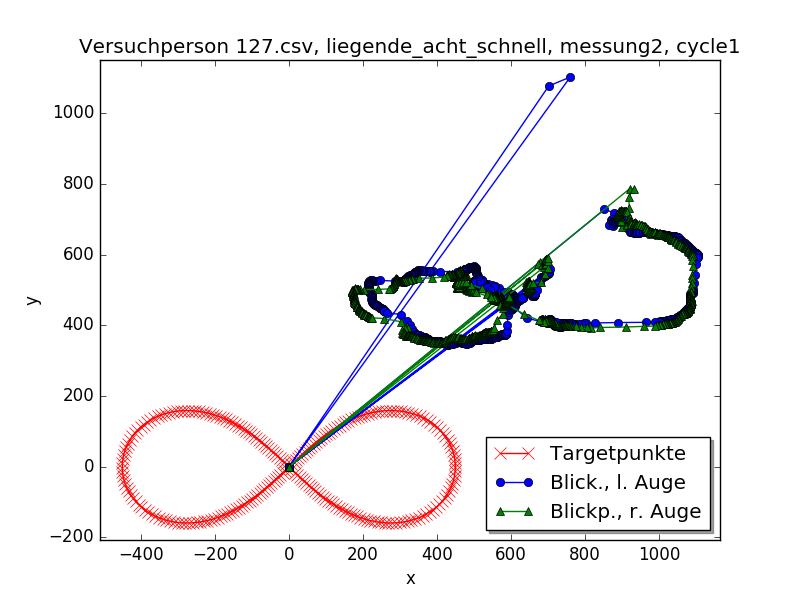 Versuchperson 127.csv, liegende_acht_schnell, messung2, cycle1
y
1000
800
600
400
200
0
−200
−400
−200
0
200
400
600
800
1000
x
Targetpunkte
Blick., l. Auge
Blickp., r. Auge